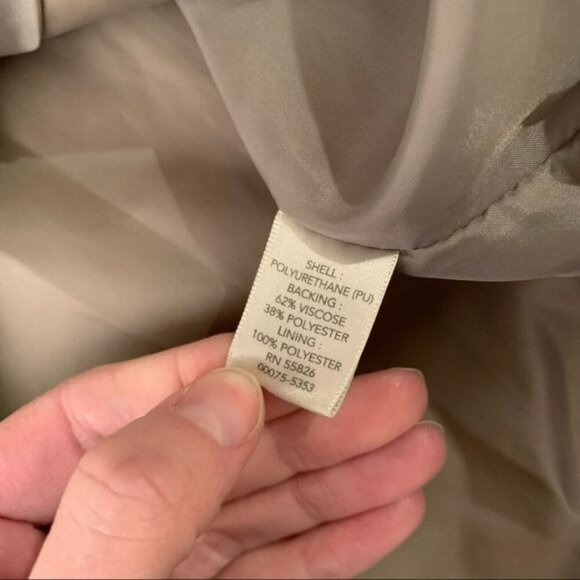 SHELL :
POLYURETHANE (PU)
BACKING :
62% VISCOSE
38% POLYESTER
LINING :
100% POLYESTER
RN 55826
00075-5353